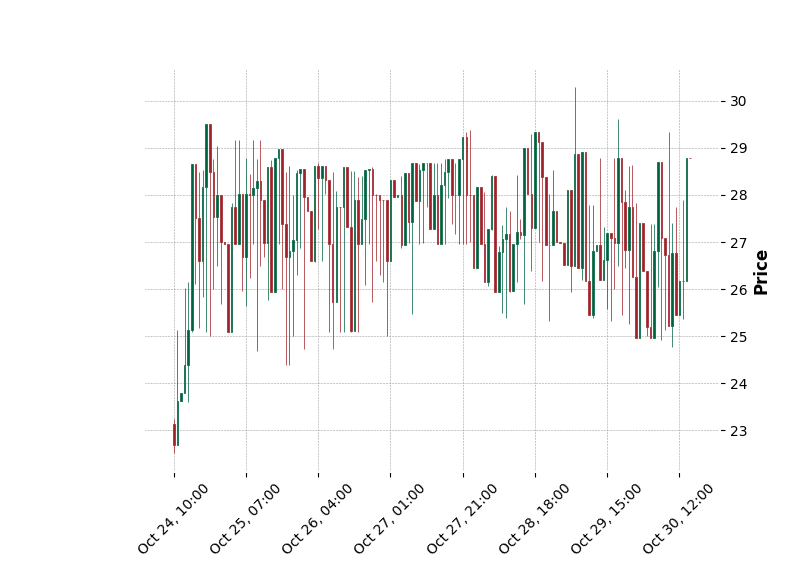 30
29
28
27
26
25
24
23
Price
Oct 24, 10:00
Oct 25, 07:00
Oct 26, 04:00
Oct 27, 01:00
Oct 27, 21:00
Oct 28, 18:00
Oct 29, 15:00
Oct 30, 12:00